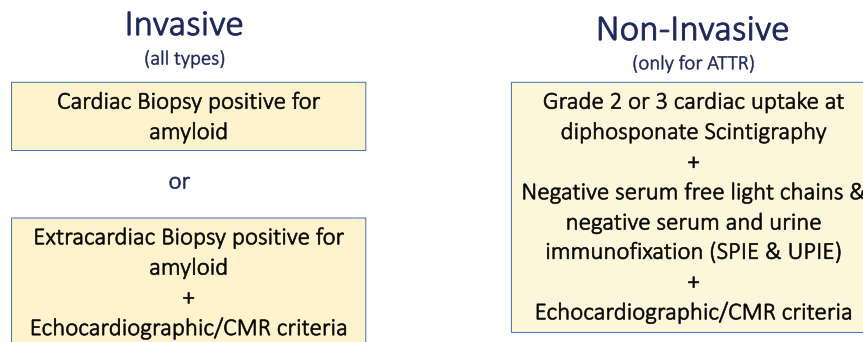 Invasive
(all types)
Cardiac Biopsy positive for
amyloid
or
Extracardiac Biopsy positive for
amyloid
+
Echocardiographic/CMR criteria
Non-Invasive
(only for ATTR)
Grade 2 or 3 cardiac uptake at
diphosponate Scintigraphy
+
Negative serum free light chains &
negative serum and urine
immunofixation (SPIE & UPIE)
+
Echocardiographic/CMR criteria